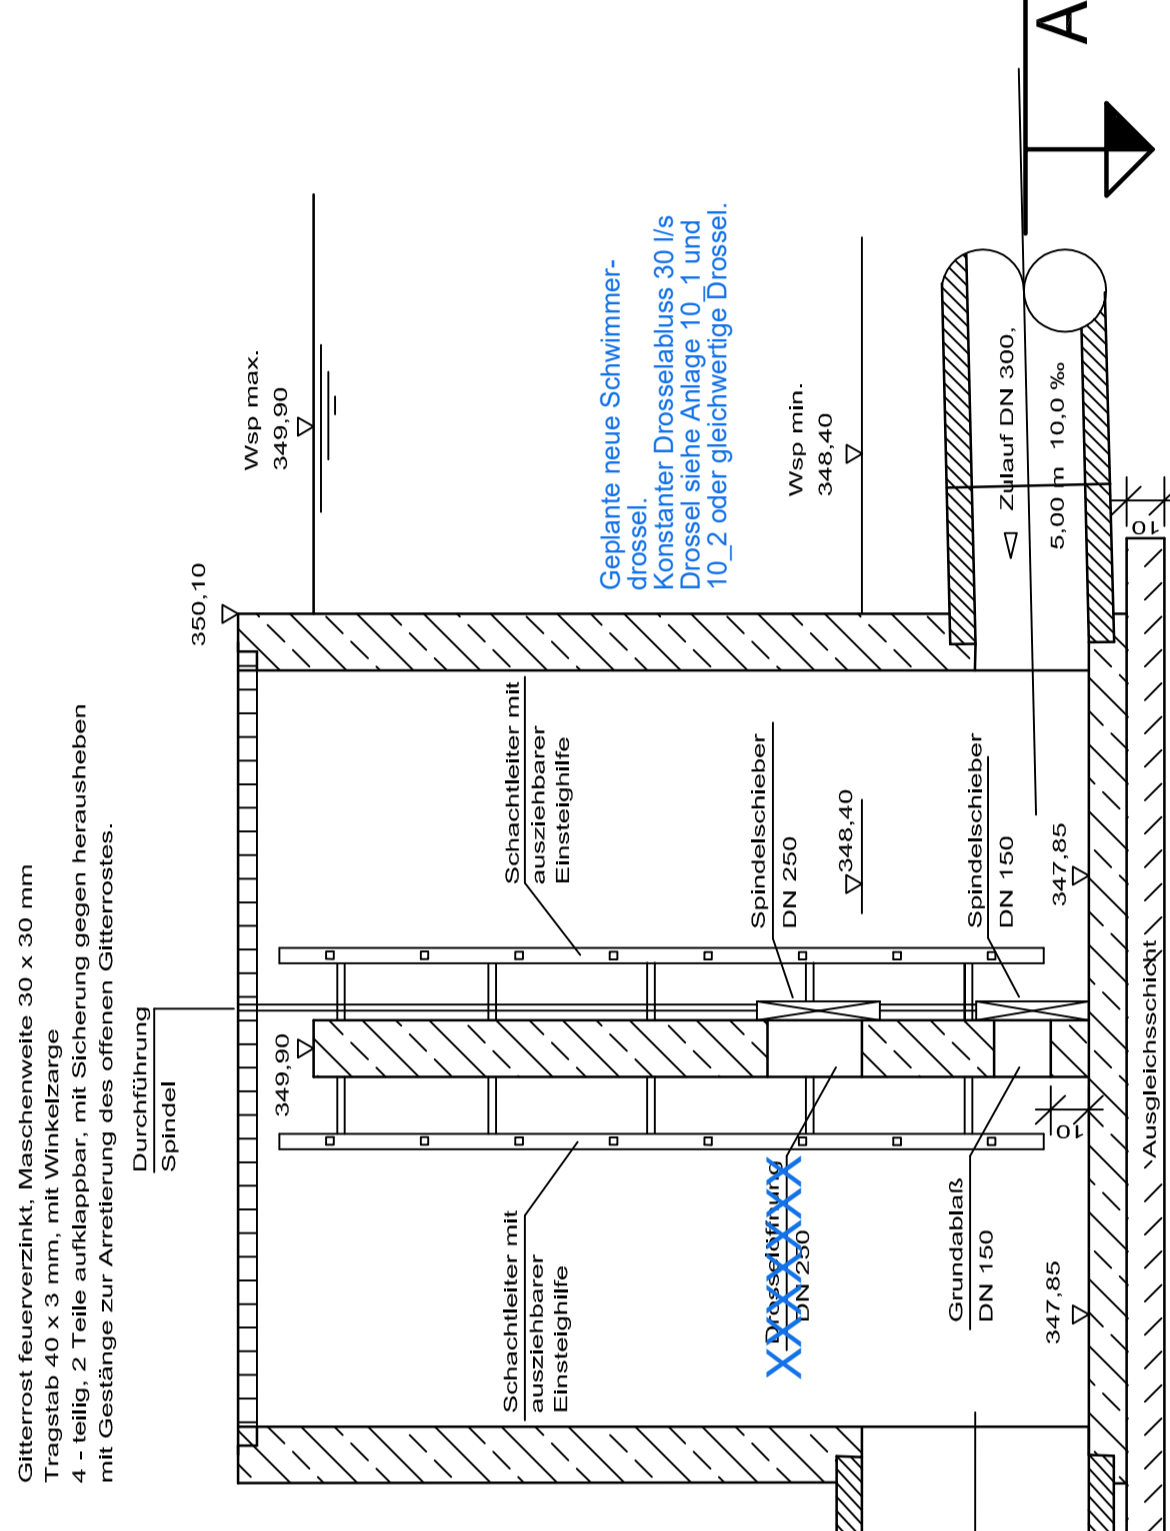 Gitterrost feuerverzinkt, Maschenweite 30 x 30 mm
Tragstab 40 x 3 mm, mit Winkelzarge
4 - teilig, 2 Teile aufklappbar, mit Sicherung gegen herausheben
mit Gestänge zur Arretierung des offenen Gitterrostes.
Durchführung
Spindel
350,10
Wsp max.
349,90
349,90
Schachtleiter mit
ausziehbarer
Einsteighilfe
Schachtleiter mit
ausziehbarer
Einsteighilfe
Geplante neue Schwimmer-
drossel.
Konstanter Drosselabluss 30 l/s
Drossel siehe Anlage 10_1 und
10_2 oder gleichwertige Drossel.
Wsp min.
348,40
Spindelschieber
DN 250
348,40
Drosselöffnung
DN 250
XXXXXXXX
Grundablaß
DN 150
Spindelschieber
DN 150
347,85
347,85
10
Zulauf DN 300,
5,00 m 10,0 ‰
10
A
Ausgleichsschicht